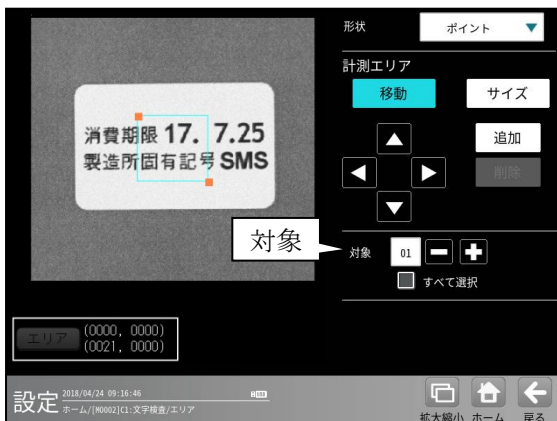 形状 ポイント
計測エリア
移動 サイズ
追加
削除
消費期限 17. 7.25
製造所固有記号 SMS
対象
対象 01
すべて選択
エリア (0000, 0000)
(0021, 0000)
設定 2018/04/24 09:16:46
ホーム/[M0002]C1:文字検査/エリア
拡大縮小 ホーム 戻る